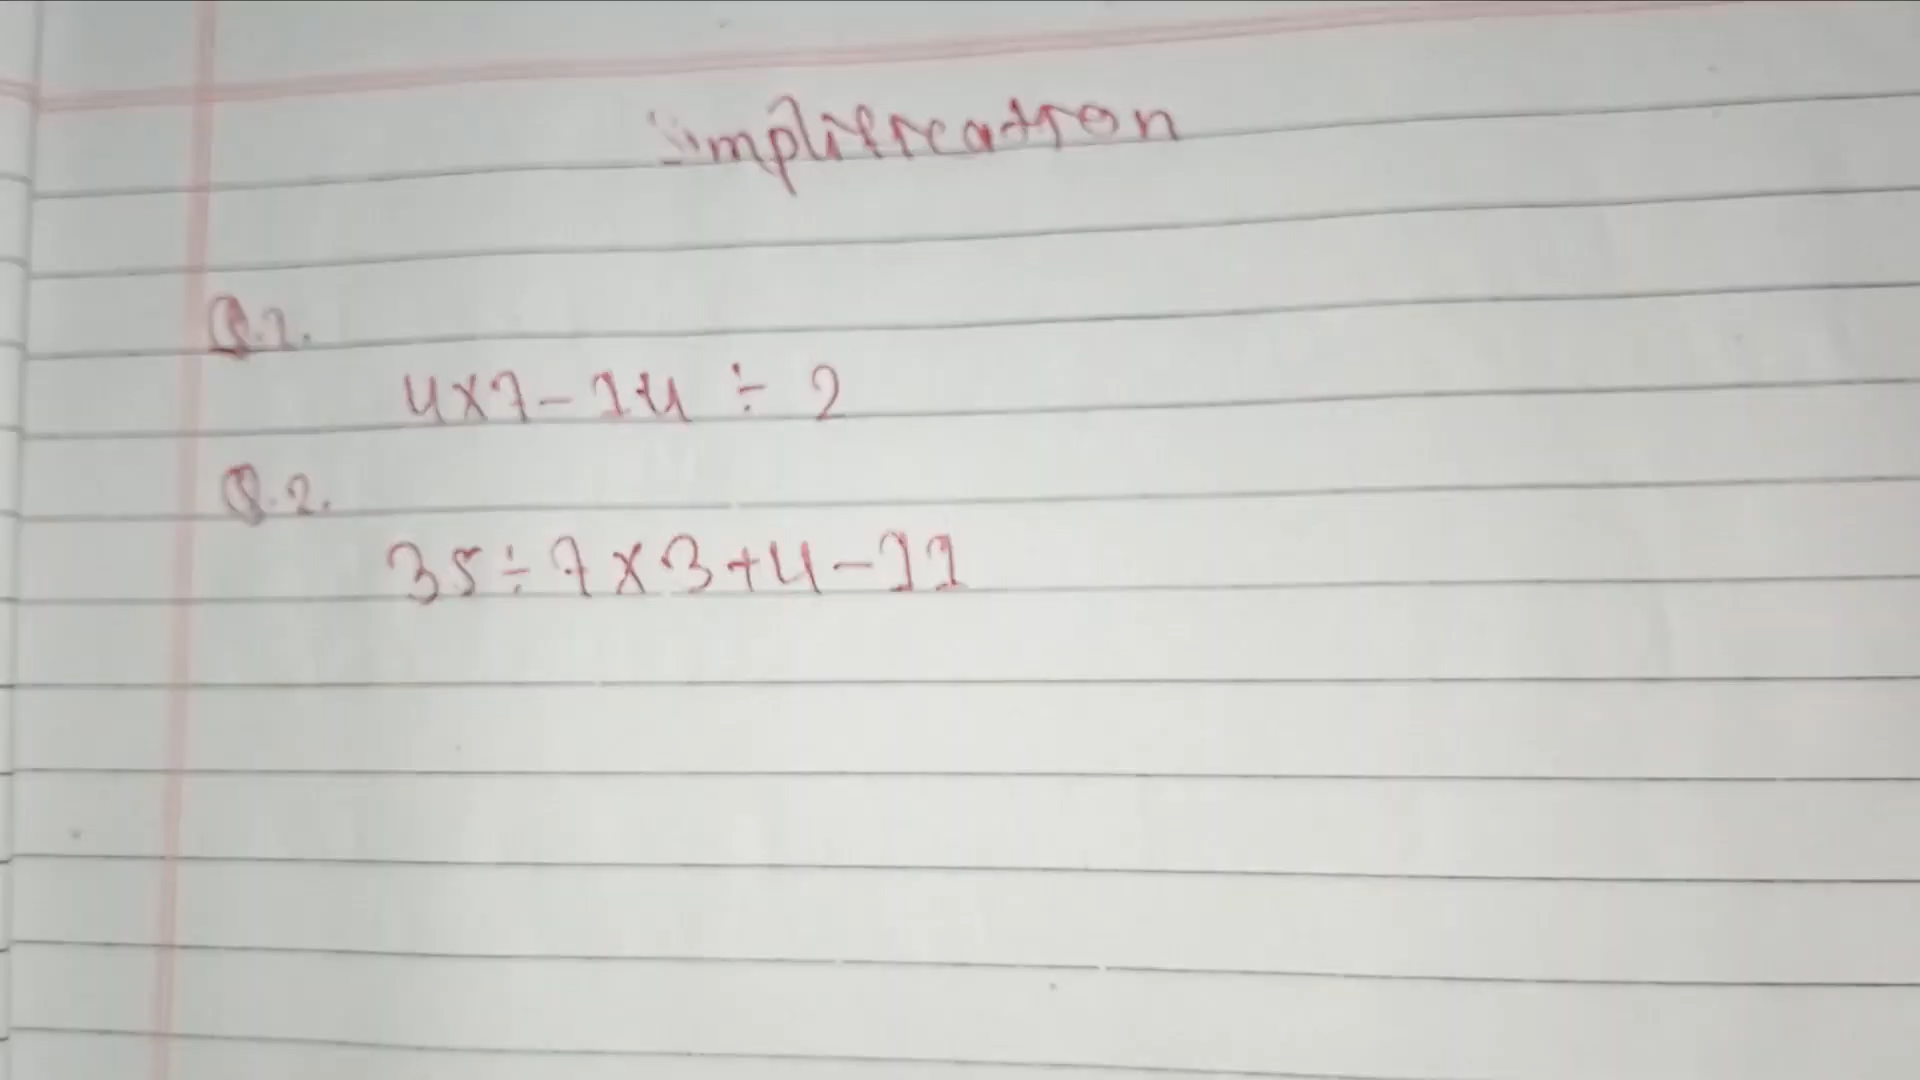 Simplification
Q.1.
4×7-14 ÷ 2
Q.2.
35÷7×3+4-11